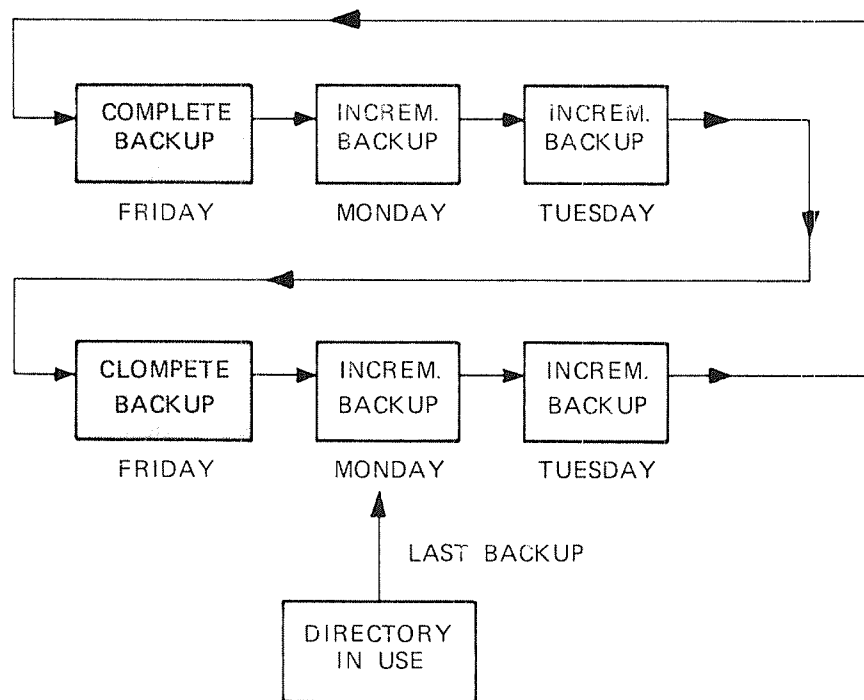 COMPLETE
BACKUP
INCREM.
BACKUP
INCREM.
BACKUP
FRIDAY
MONDAY
TUESDAY
CLOMPETE
BACKUP
INCREM.
BACKUP
INCREM.
BACKUP
FRIDAY
MONDAY
TUESDAY
LAST BACKUP
DIRECTORY
IN USE